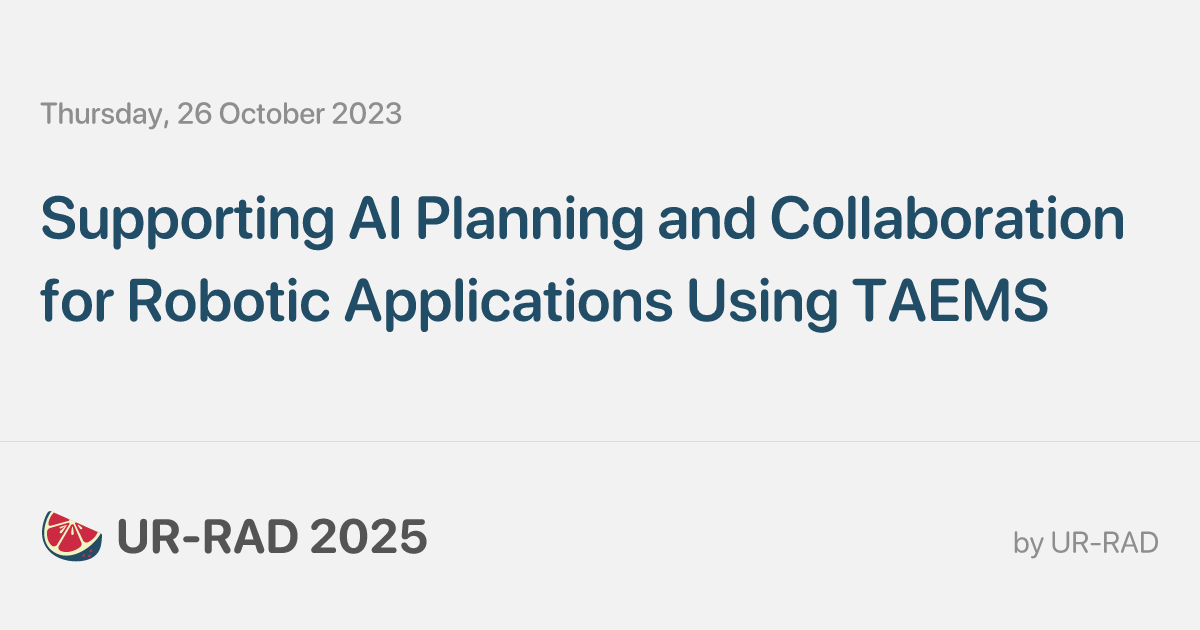 Thursday, 26 October 2023
Supporting AI Planning and Collaboration
for Robotic Applications Using TAEMS
UR-RAD 2025
by UR-RAD